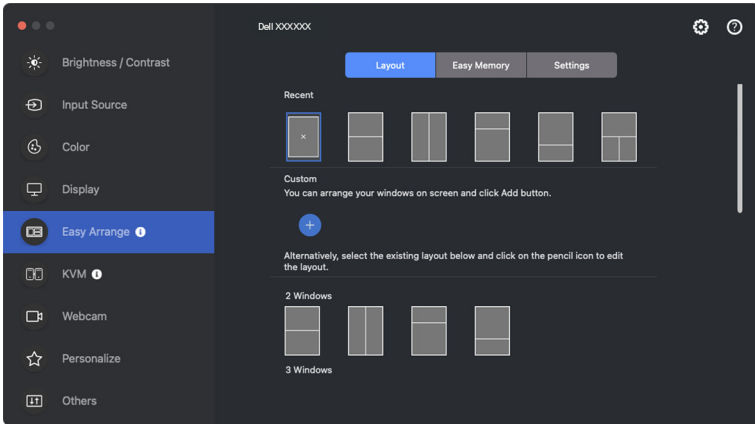 Dell XXXXXX
Brightness / Contrast
Input Source
Color
Display
Easy Arrange
KVM
Webcam
Personalize
Others
Layout
Easy Memory
Settings
Recent
Custom
You can arrange your windows on screen and click Add button.
Alternatively, select the existing layout below and click on the pencil icon to edit
the layout.
2 Windows
3 Windows